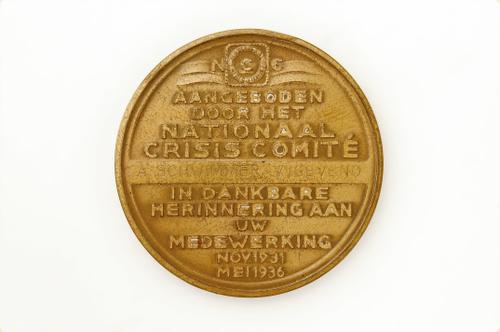 N C C
AANGEBODEN
DOOR HET
NATIONAAL
CRISIS COMITÉ
IN DANKBARE
HERINNERING AAN
UW
MEDEWERKING
NOV 1931
MEI 1936